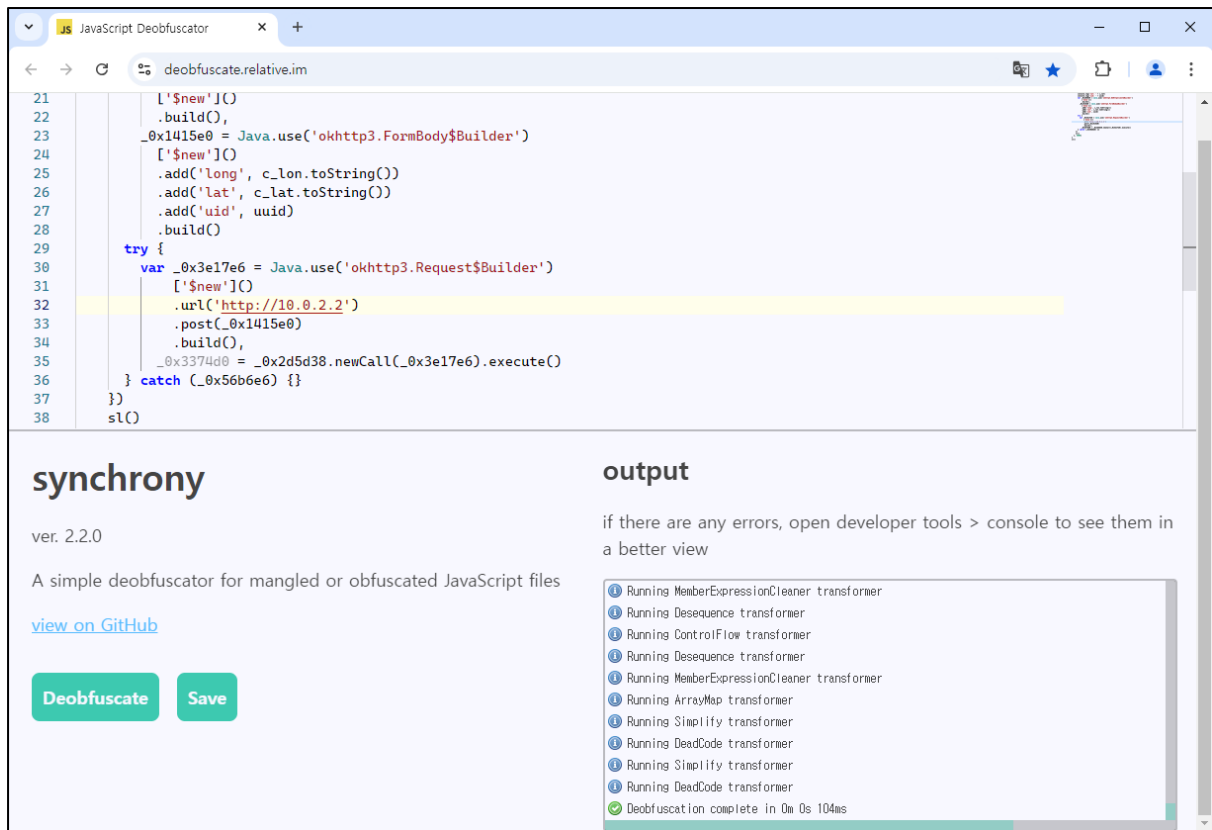 JavaScript Deobfuscator
deobfuscate.relative.im
21 ['$new']()
22 .build(),
23 _0x1415e0 = Java.use('okhttp3.FormBody$Builder')
24 ['$new']()
25 .add('long', c_lon.toString())
26 .add('lat', c_lat.toString())
27 .add('uid', uuid)
28 .build()
29 try {
30 var _0x3e17e6 = Java.use('okhttp3.Request$Builder')
31 ['$new']()
32 .url('http://10.0.2.2')
33 .post(_0x1415e0)
34 .build(),
35 _0x3374d0 = _0x2d5d38.newCall(_0x3e17e6).execute()
36 } catch (_0x56b6e6) {}
37 })
38 sl()
synchrony
ver. 2.2.0
A simple deobfuscator for mangled or obfuscated JavaScript files
view on GitHub
Deobfuscate
Save
output
if there are any errors, open developer tools > console to see them in
a better view
Running MemberExpressionCleaner transformer
Running Desequence transformer
Running ControlFlow transformer
Running Desequence transformer
Running MemberExpressionCleaner transformer
Running ArrayMap transformer
Running Simplify transformer
Running DeadCode transformer
Running Simplify transformer
Running DeadCode transformer
Deobfuscation complete in 0m 0s 104ms